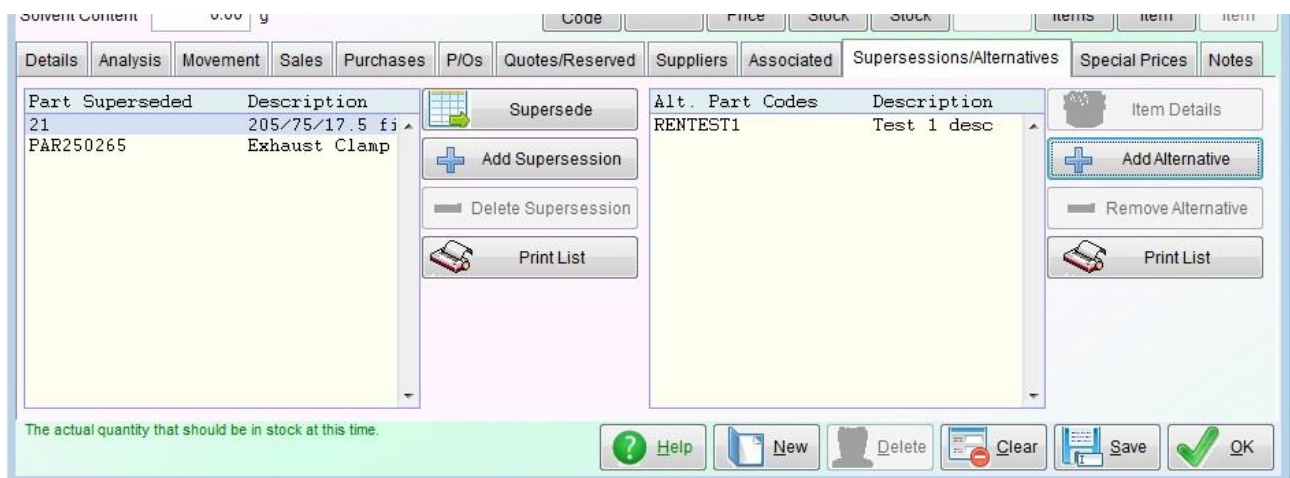 Solvent Content 0.00 g Code Price Stock Stock Items Item Item
Details Analysis Movement Sales Purchases P/Os Quotes/Reserved Suppliers Associated Supersessions/Alternatives Special Prices Notes
Part Superseded Description
21 205/75/17.5 fi
PAR250265 Exhaust Clamp
Supersede
Add Supersession
Delete Supersession
Print List
Alt. Part Codes Description
RENTEST1 Test 1 desc
Item Details
Add Alternative
Remove Alternative
Print List
The actual quantity that should be in stock at this time.
Help New Delete Clear Save OK